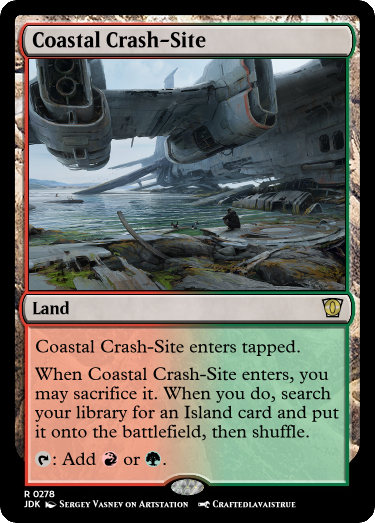 Coastal Crash-Site
Land
Coastal Crash-Site enters tapped.
When Coastal Crash-Site enters, you
may sacrifice it. When you do, search
your library for an Island card and put
it onto the battlefield, then shuffle.
: Add or .
R 0278
JDK Sergey Vasnev on Artstation Craftedlavaistrue